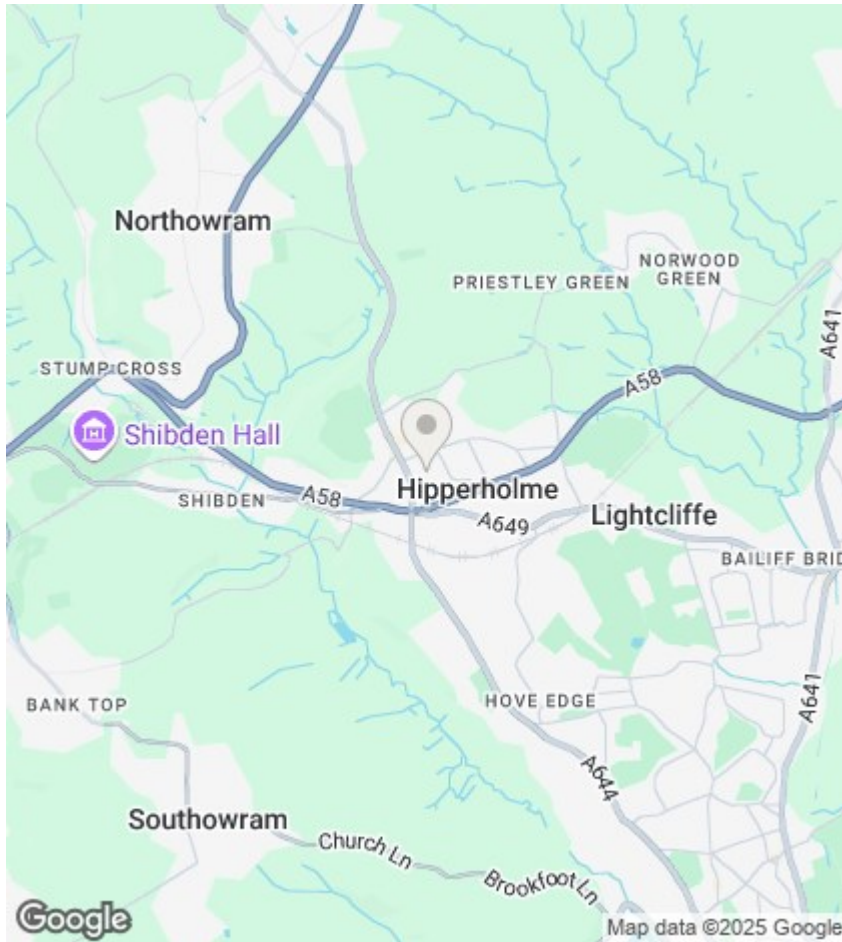 Northowram
NORWOOD
GREEN
PRIESTLEY GREEN
A641
STUMP CROSS
A58
Shibden Hall
Hipperholme
SHIBDEN
A58
A649
Lightcliffe
BAILIFF BRID
BANK TOP
HOVE EDGE
A641
A644
Southowram
Church Ln
Brookfoot Ln
Google
Map data ©2025 Google